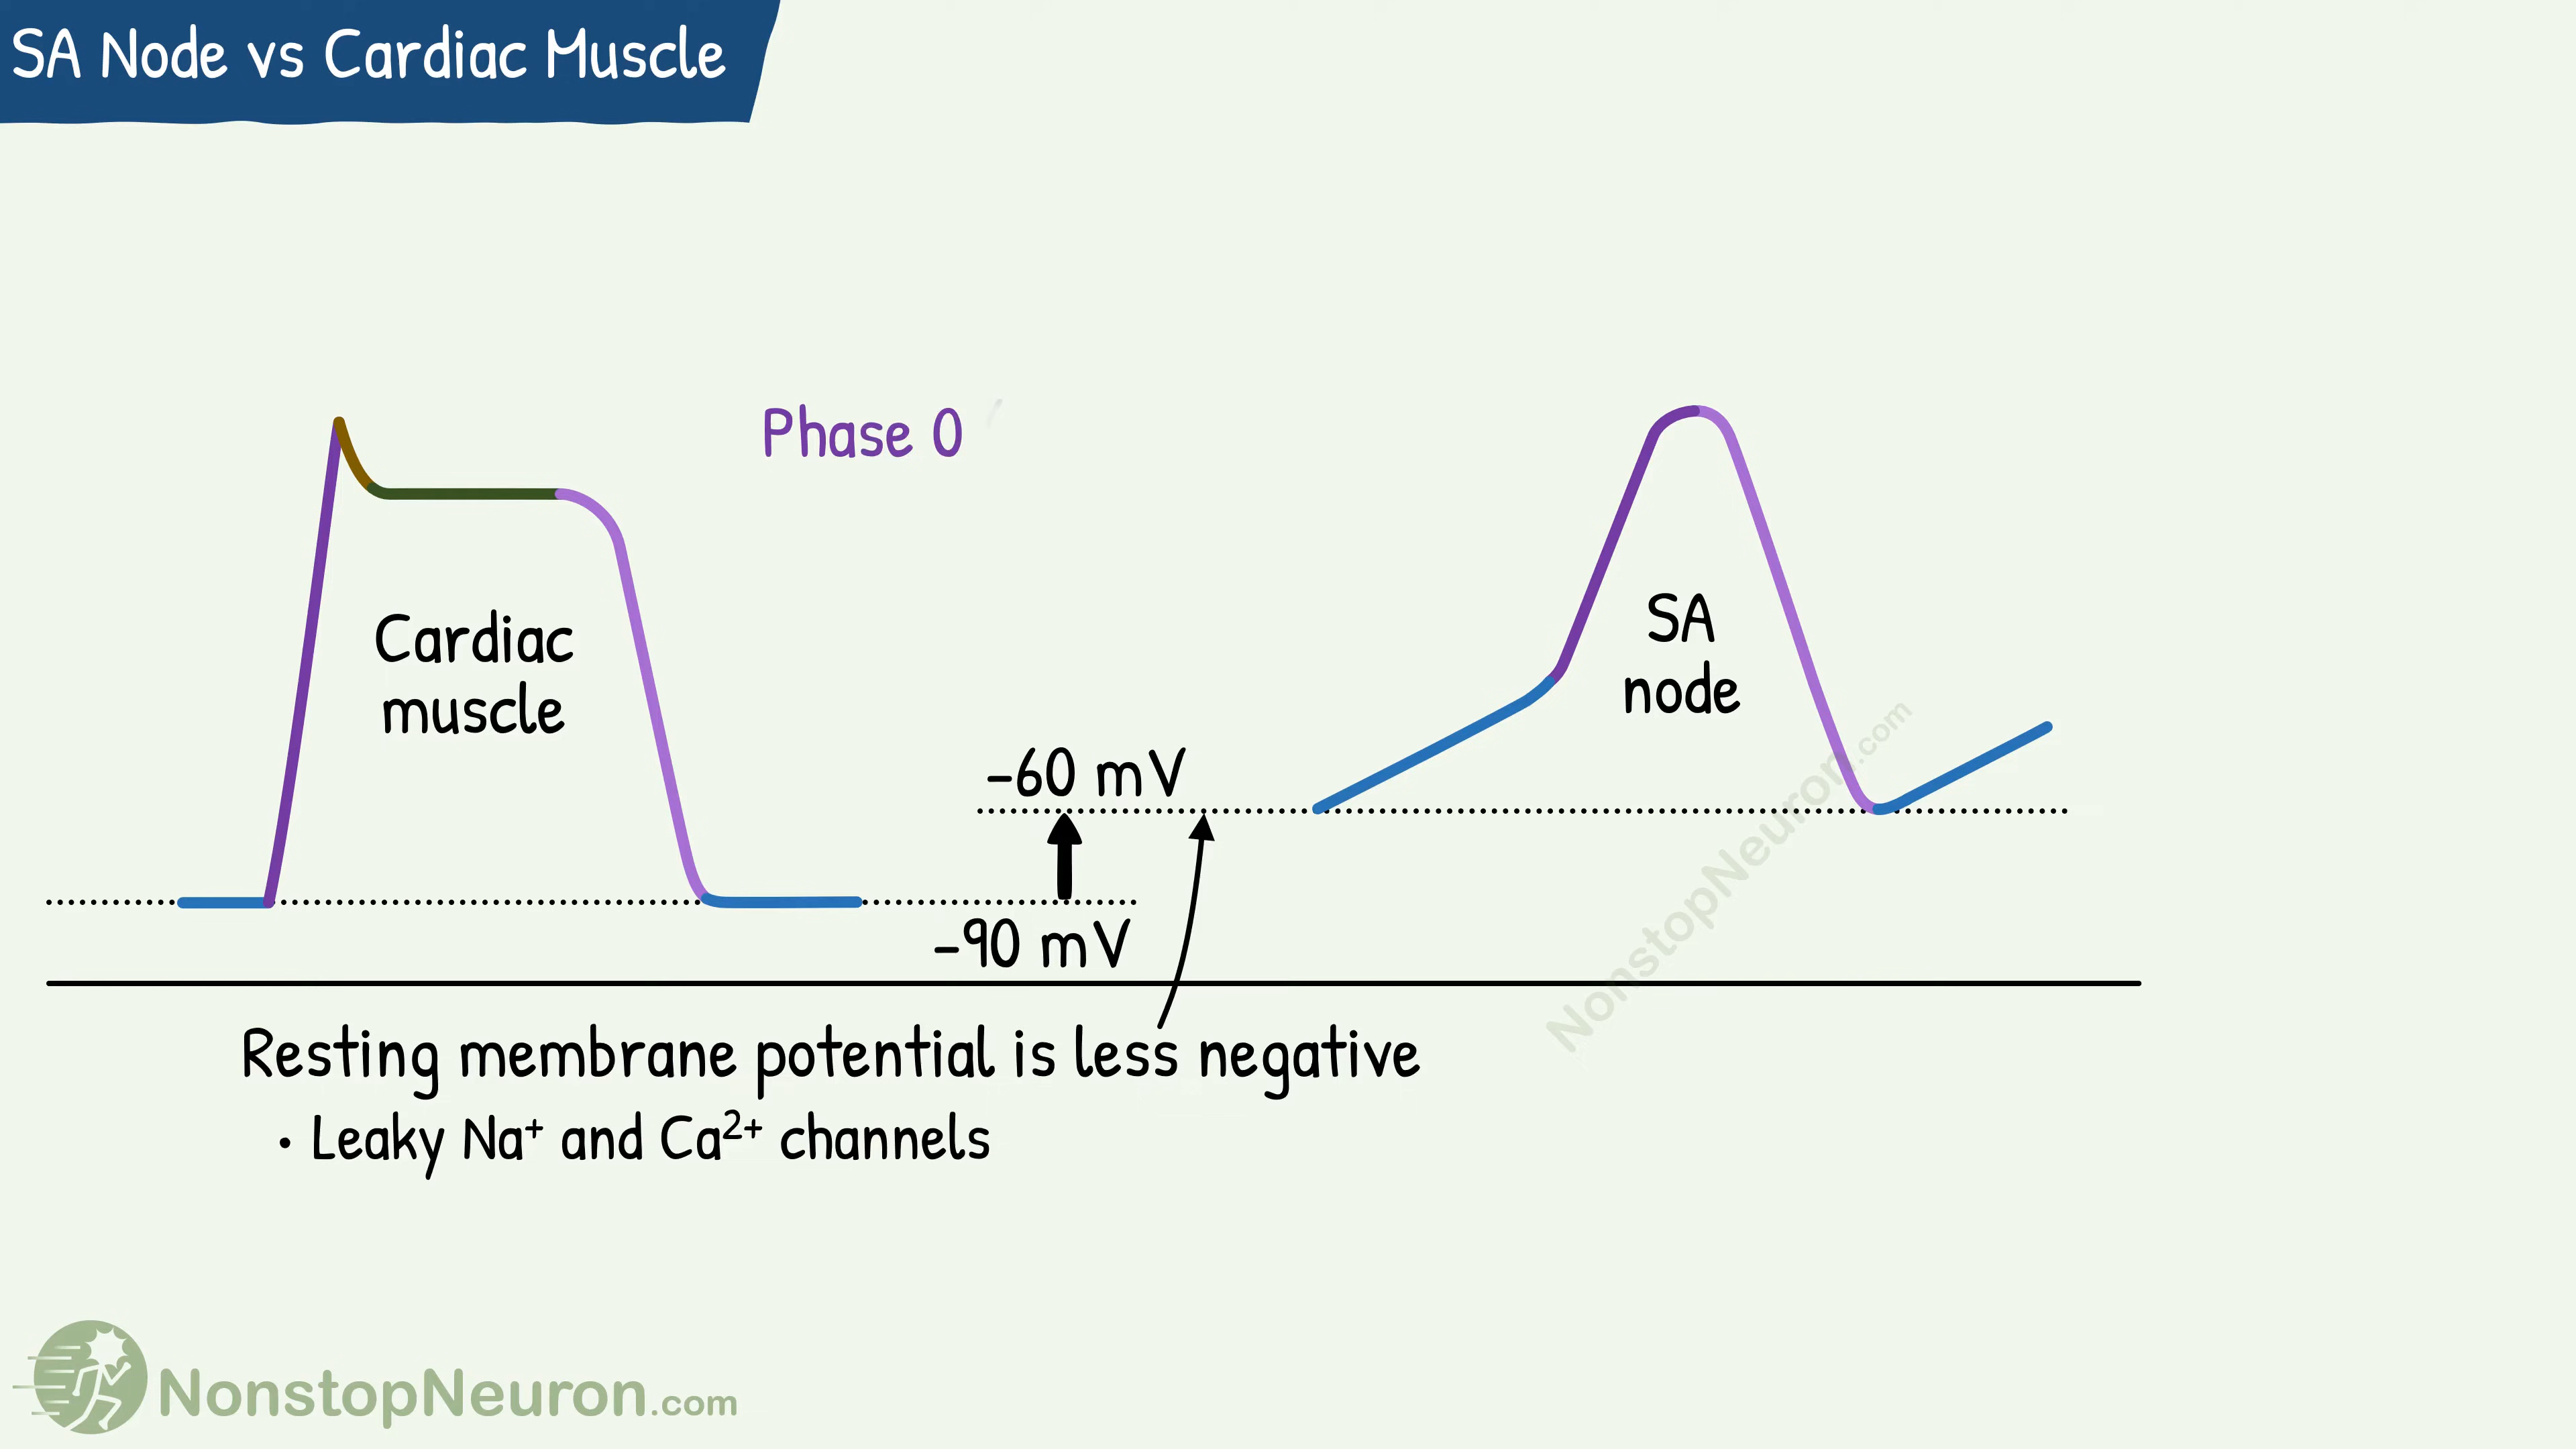 SA Node vs Cardiac Muscle
Phase 0
Cardiac
muscle
SA
node
-60 mV
-90 mV
Resting membrane potential is less negative
• Leaky Na⁺ and Ca²⁺ channels
NonstopNeuron.com
NonstopNeuron.com